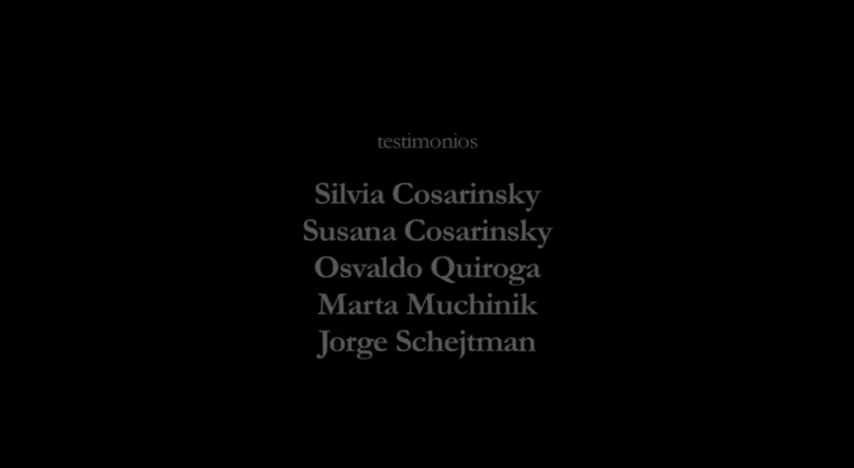 testimonios
Silvia Cosarinsky
Susana Cosarinsky
Osvaldo Quiroga
Marta Muchinik
Jorge Schejtman